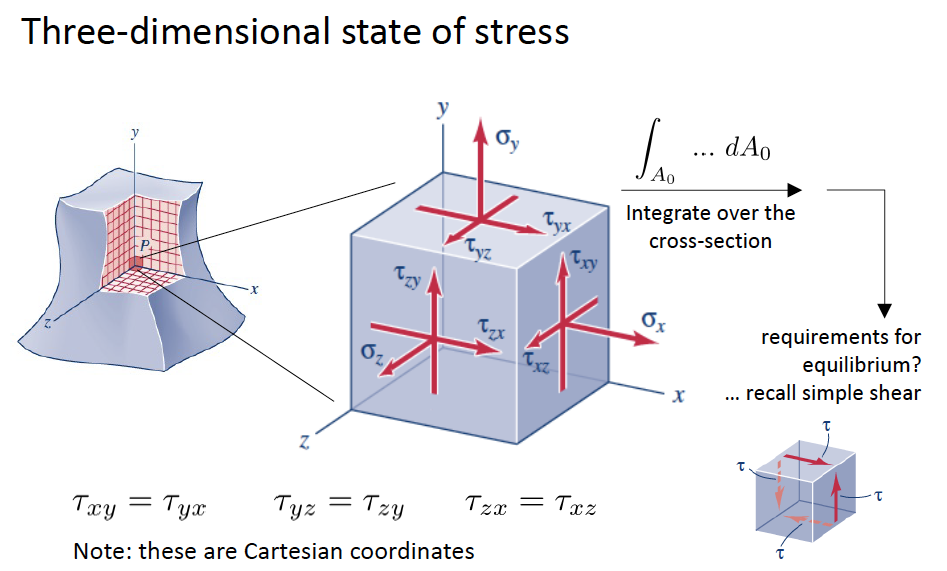 Three-dimensional state of stress
y
P
x
z
y
σy
τyx
τyz
τxy
τzy
τzx
σx
σz
τxz
x
z
∫A0 ... dA0
Integrate over the
cross-section
requirements for
equilibrium?
... recall simple shear
τ
τ
τ
τ
τxy = τyx τyz = τzy τzx = τxz
Note: these are Cartesian coordinates